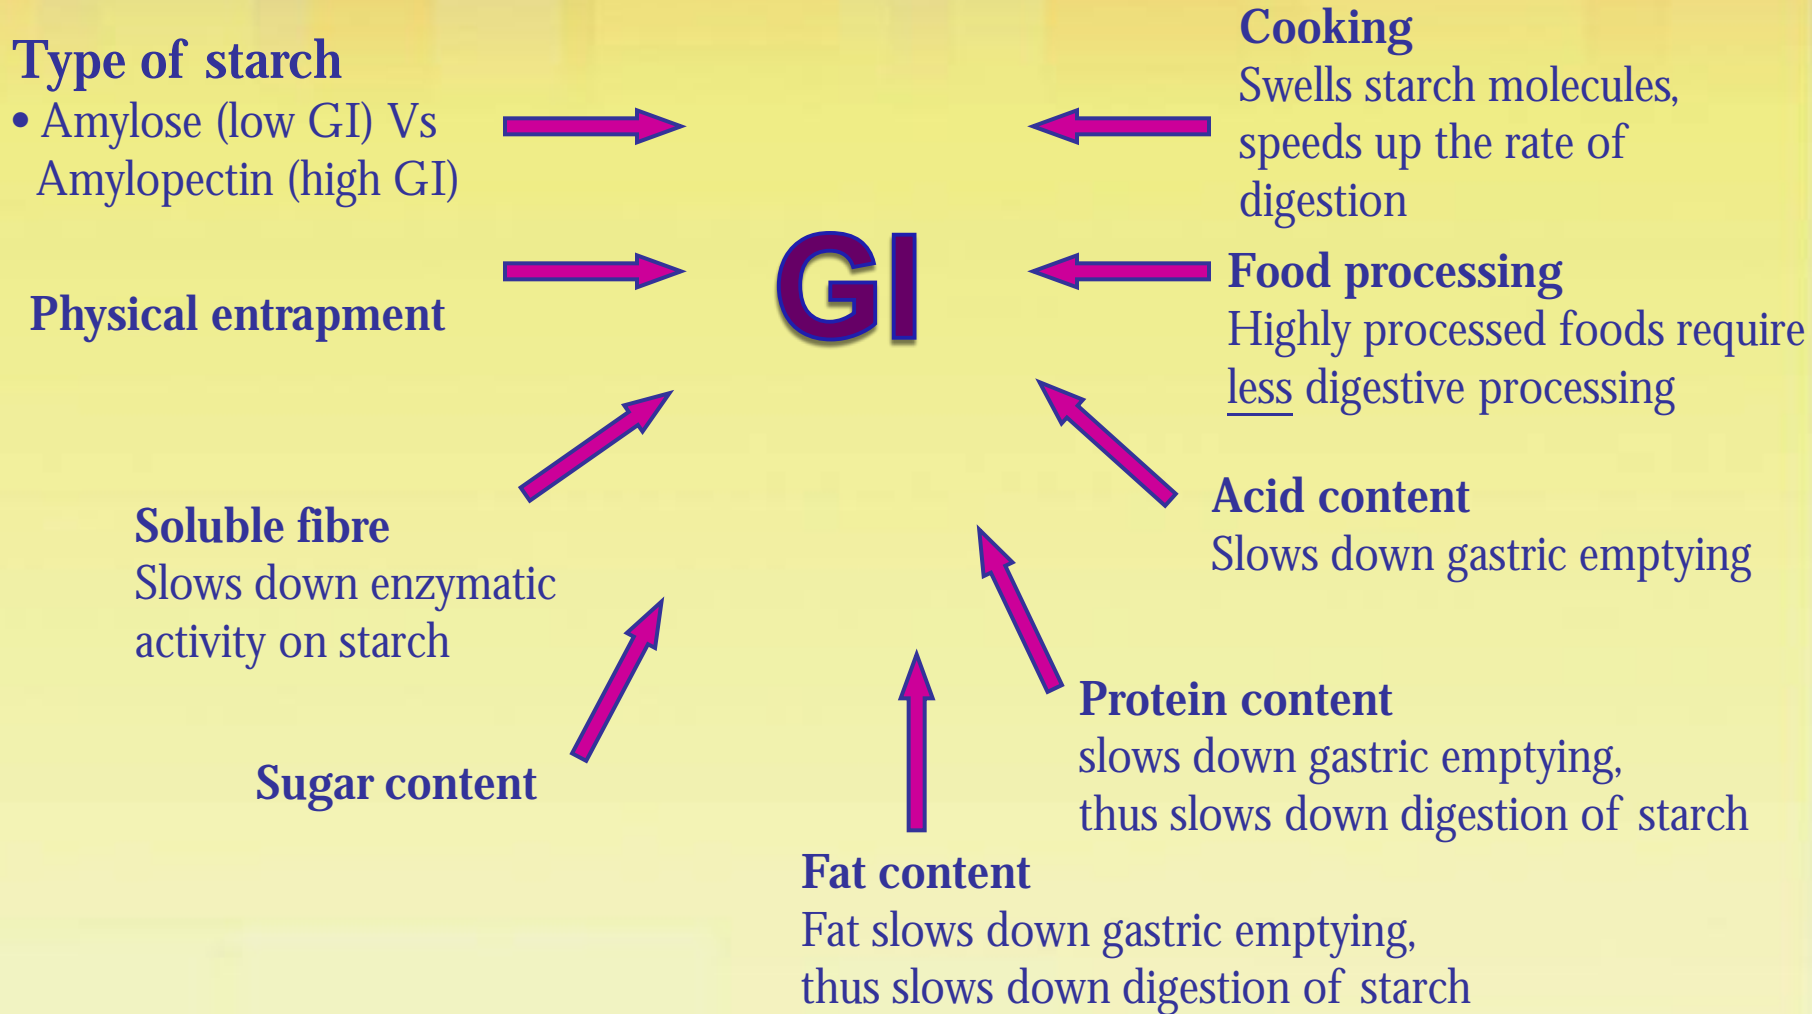 Type of starch
• Amylose (low GI) Vs
Amylopectin (high GI)
Physical entrapment
Soluble fibre
Slows down enzymatic
activity on starch
Sugar content
GI
Cooking
Swells starch molecules,
speeds up the rate of
digestion
Food processing
Highly processed foods require
less digestive processing
Acid content
Slows down gastric emptying
Protein content
slows down gastric emptying,
thus slows down digestion of starch
Fat content
Fat slows down gastric emptying,
thus slows down digestion of starch